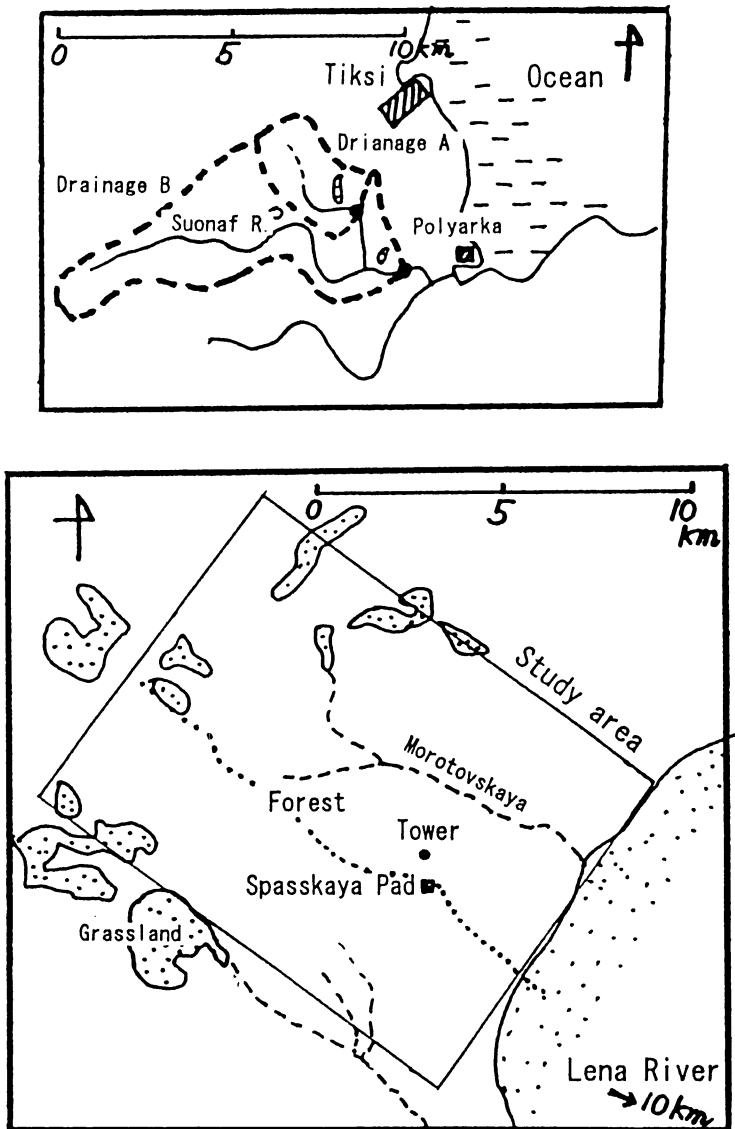 0 5 10 km
Tiksi
Ocean
Drianage A
Drainage B
Suonaf R.
Polyarka
0 5 10
km
Study area
Morotovskaya
Forest
Tower
Spasskaya Pad
Grassland
Lena River
10km